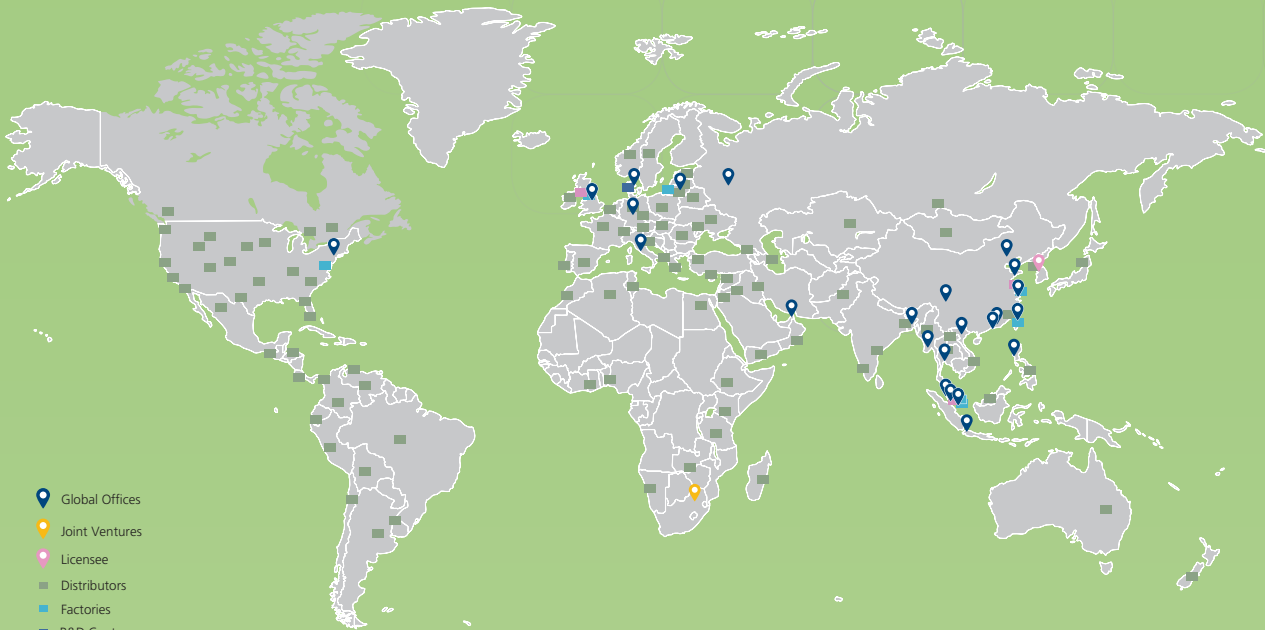 Global Offices
Joint Ventures
Licensee
Distributors
Factories